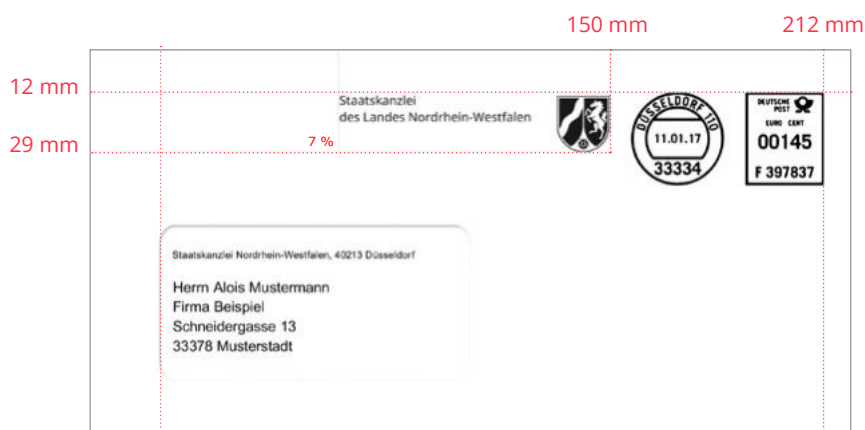 150 mm
212 mm
12 mm
Staatskanzlei
des Landes Nordrhein-Westfalen
29 mm
7 %
DÜSSELDORF 110
11.01.17
33334
DEUTSCHE
POST
EURO CENT
00145
F 397837
Staatskanzlei Nordrhein-Westfalen, 40213 Düsseldorf
Herrn Alois Mustermann
Firma Beispiel
Schneidergasse 13
33378 Musterstadt